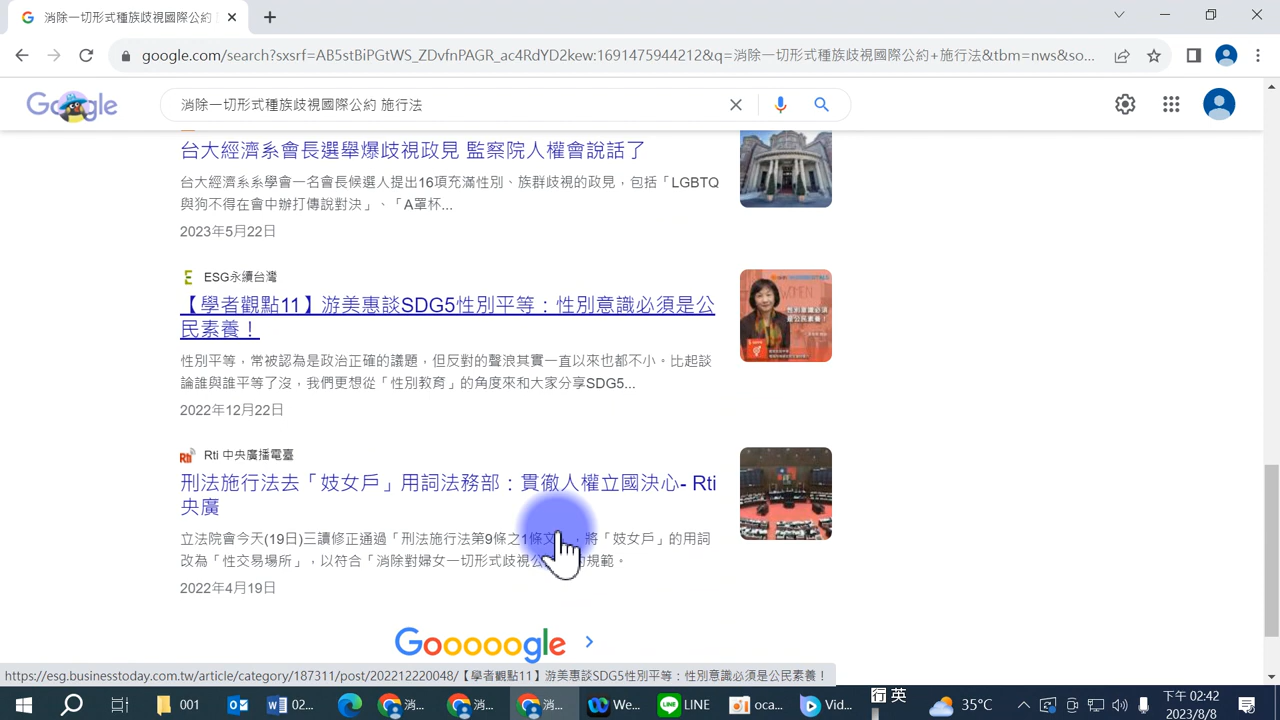 消除一切形式種族歧視國際公約
google.com/search?sxsrf=AB5stBiPGtWS_ZDvfnPAGR_ac4RdYD2kew:1691475944212&q=消除一切形式種族歧視國際公約+施行法&tbm=nws&so...
Google
消除一切形式種族歧視國際公約 施行法
台大經濟系會長選舉爆歧視政見 監察院人權會說話了
台大經濟系系學會一名會長候選人提出16項充滿性別、族群歧視的政見，包括「LGBTQ
與狗不得在會中辦打傳說對決」、「A罩杯...
2023年5月22日
ESG永續台灣
【學者觀點11】游美惠談SDG5性別平等：性別意識必須是公
民素養！
性別平等，常被認為是政治正確的議題，但反對的聲浪其實一直以來也都不小。比起談
論誰與誰平等了沒，我們更想從「性別教育」的角度來和大家分享SDG5...
2022年12月22日
Rti 中央廣播電臺
刑法施行法去「妓女戶」用詞法務部：貫徹人權立國決心- Rti
央廣
立法院會今天(19日)三讀修正通過「刑法施行法第9條之1條文」，將「妓女戶」的用詞
改為「性交易場所」，以符合「消除對婦女一切形式歧視公 的規範。
2022年4月19日
Gooooogle
https://esg.businesstoday.com.tw/article/category/187311/post/202212220048/【學者觀點11】游美惠談SDG5性別平等：性別意識必須是公民素養！
001
02...
消...
消...
消...
We...
LINE
oca...
Vid...
英
35°C
下午 02:42
2023/8/8